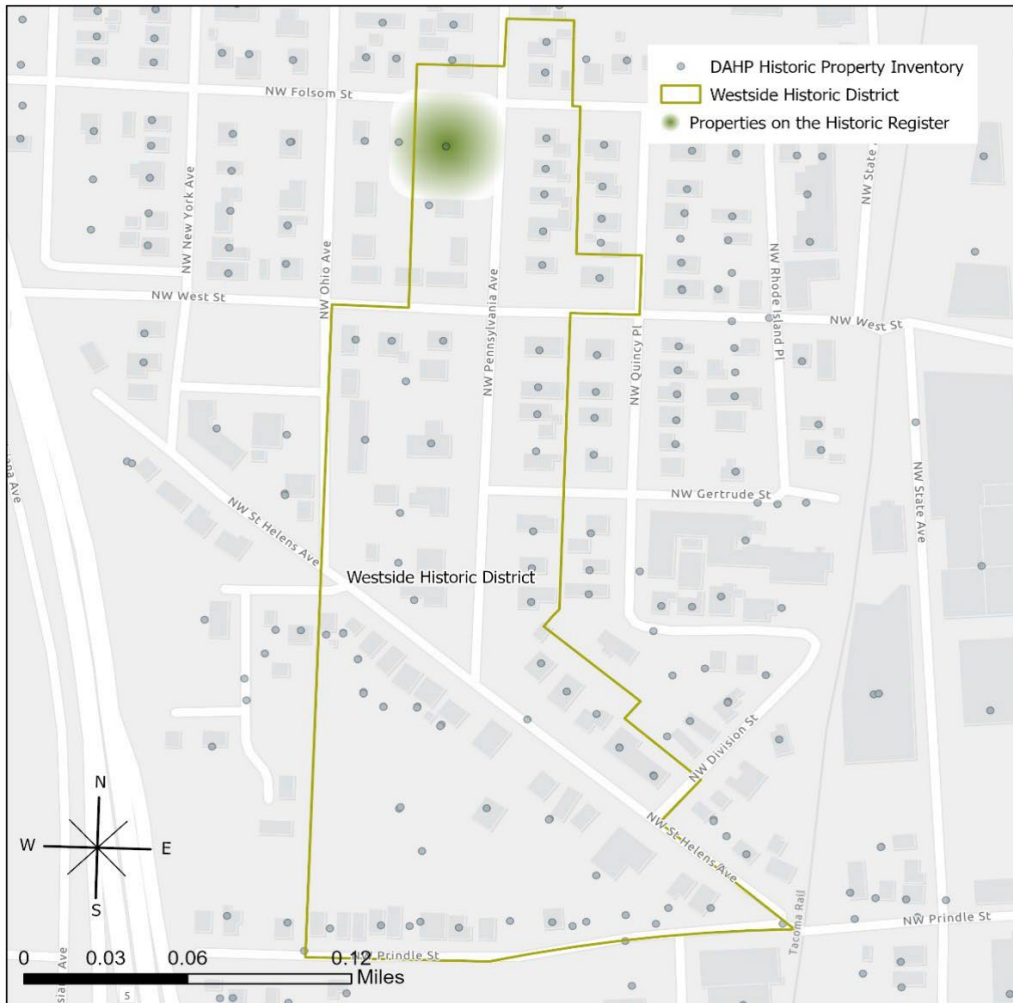 DAHP Historic Property Inventory
Westside Historic District
Properties on the Historic Register
NW Folsom St
NW State A
NW New York Ave
NW Ohio Ave
NW Pennsylvania Ave
NW Quincy Pl
NW Rhode Island Pl
NW West St
NW West St
NW Gertrude St
NW State Ave
NW St Helens Ave
Westside Historic District
iana Ave
NW Division St
NW St Helens Ave
Tacoma Rail
NW Prindle St
NW Prindle St
N
W E
S
0 0.03 0.06 0.12
Miles
sian Ave
5